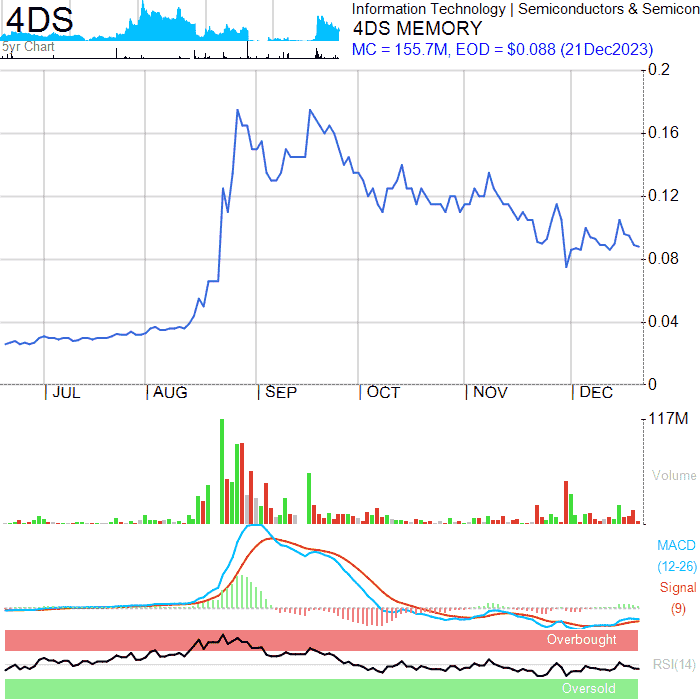 4DS
5yr Chart
Information Technology | Semiconductors & Semicon
4DS MEMORY
MC = 155.7M, EOD = $0.088 (21Dec2023)
0.2
0.16
0.12
0.08
0.04
0
JUL
AUG
SEP
OCT
NOV
DEC
117M
Volume
MACD
(12-26)
Signal
(9)
Overbought
RSI(14)
Oversold